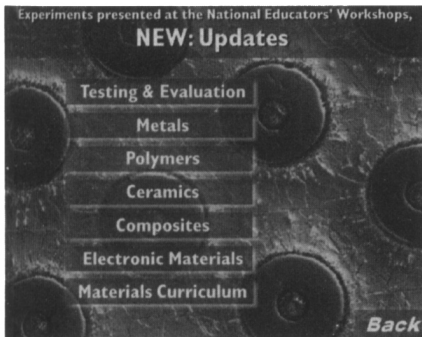 Experiments presented at the National Educators' Workshops,
NEW: Updates
Testing & Evaluation
Metals
Polymers
Ceramics
Composites
Electronic Materials
Materials Curriculum
Back